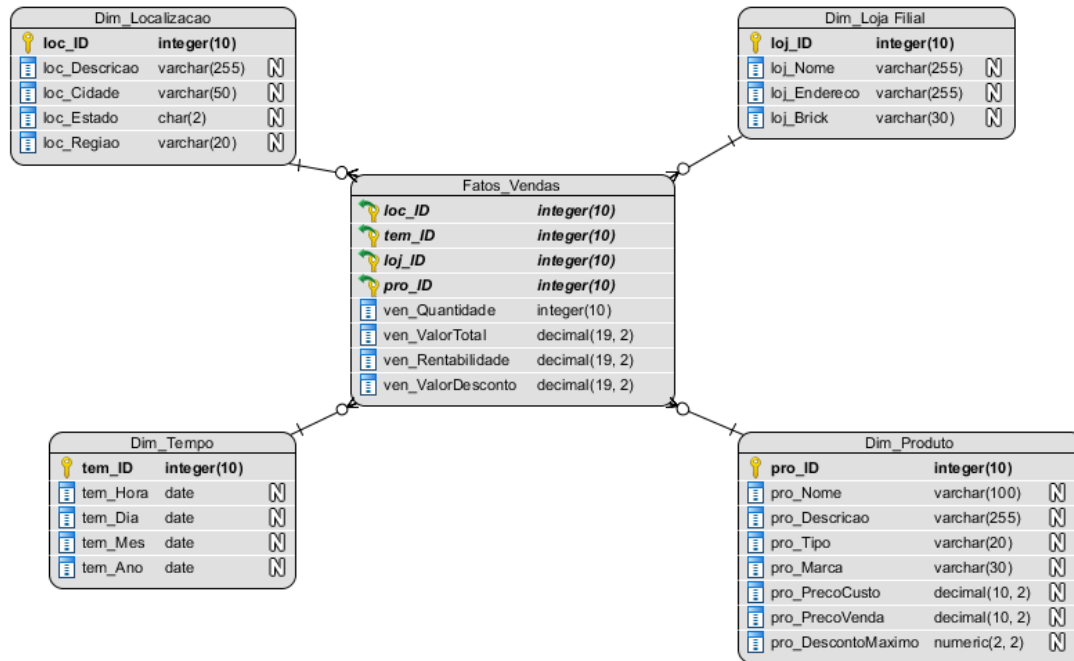 Dim_Localizacao
loc_ID integer(10)
loc_Descricao varchar(255) N
loc_Cidade varchar(50) N
loc_Estado char(2) N
loc_Regiao varchar(20) N
Dim_Loja Filial
loj_ID integer(10)
loj_Nome varchar(255) N
loj_Endereco varchar(255) N
loj_Brick varchar(30) N
Fatos_Vendas
loc_ID integer(10)
tem_ID integer(10)
loj_ID integer(10)
pro_ID integer(10)
ven_Quantidade integer(10)
ven_ValorTotal decimal(19, 2)
ven_Rentabilidade decimal(19, 2)
ven_ValorDesconto decimal(19, 2)
Dim_Tempo
tem_ID integer(10)
tem_Hora date N
tem_Dia date N
tem_Mes date N
tem_Ano date N
Dim_Produto
pro_ID integer(10)
pro_Nome varchar(100) N
pro_Descricao varchar(255) N
pro_Tipo varchar(20) N
pro_Marca varchar(30) N
pro_PrecoCusto decimal(10, 2) N
pro_PrecoVenda decimal(10, 2) N
pro_DescontoMaximo numeric(2, 2) N